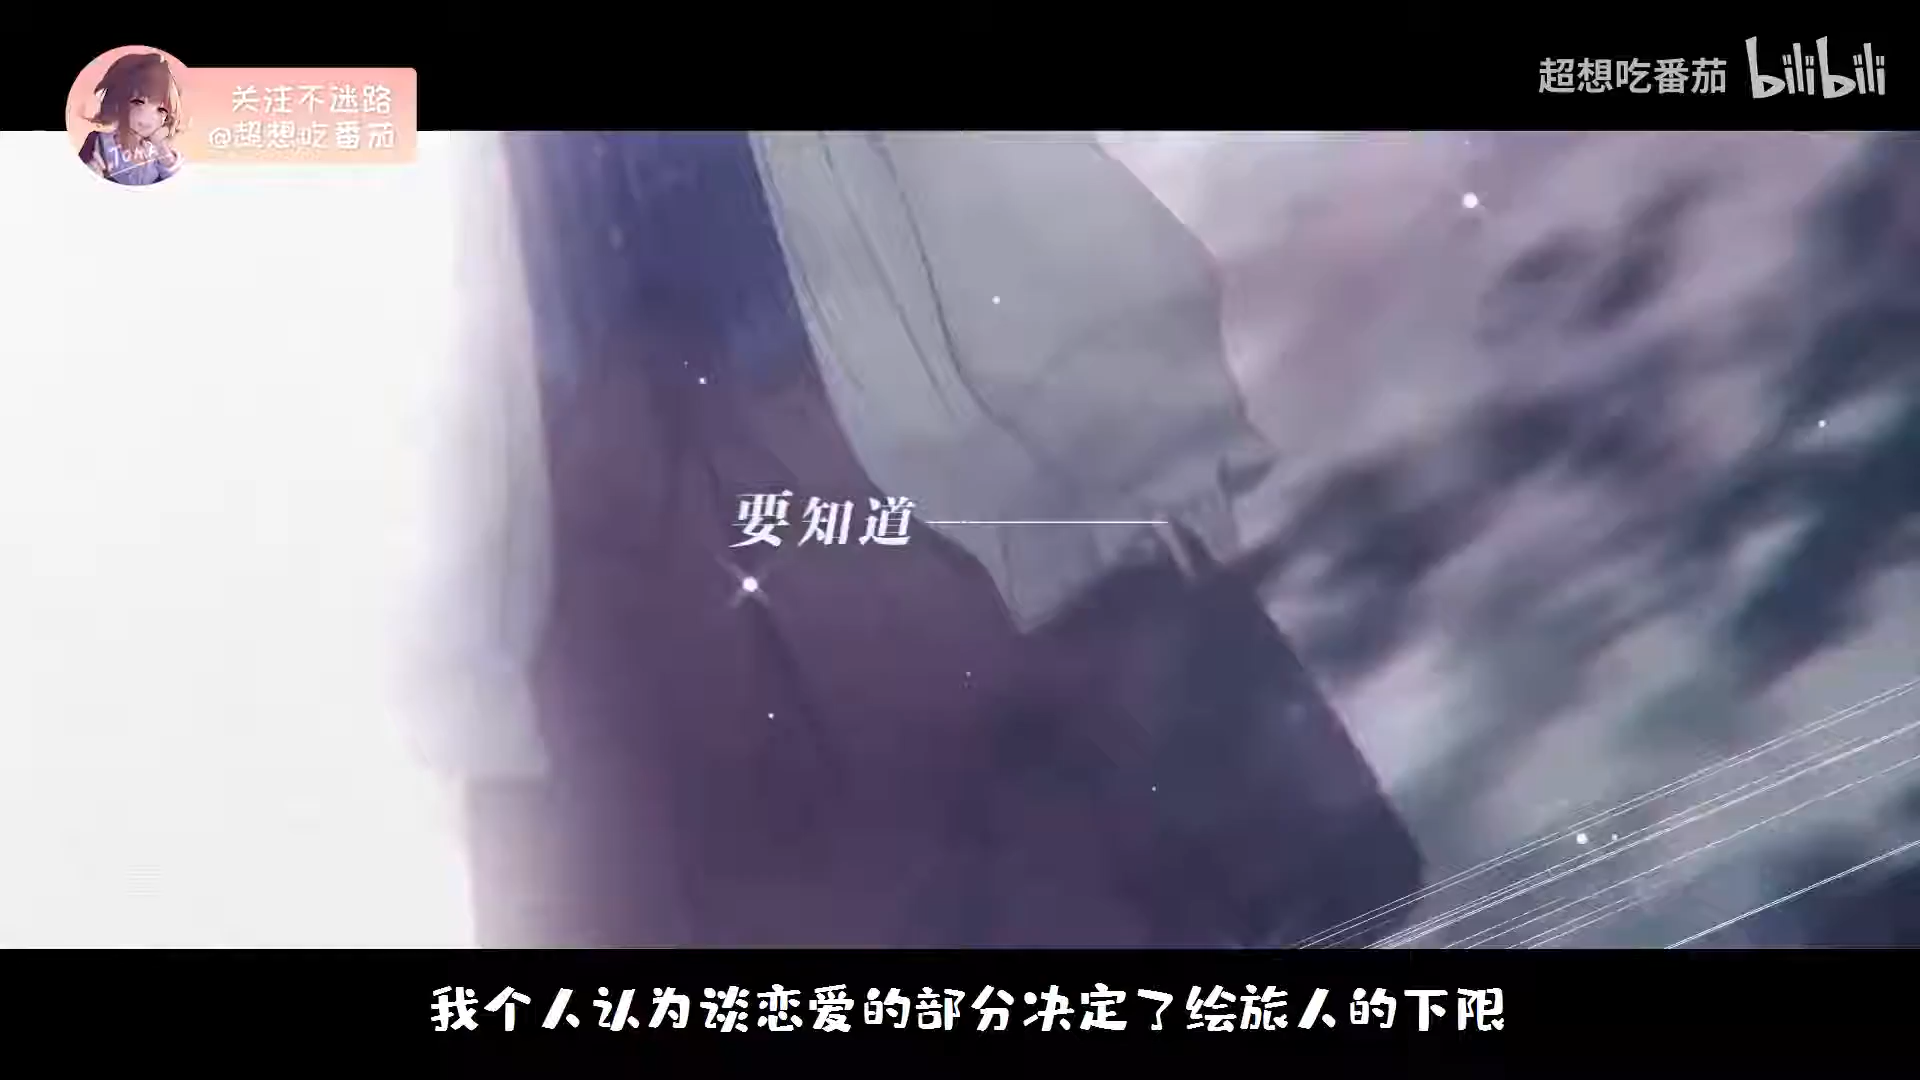 超想吃番茄 bilibili
关注不迷路
@超想吃番茄
TOMA
要知道
我个人认为谈恋爱的部分决定了绘旅人的下限